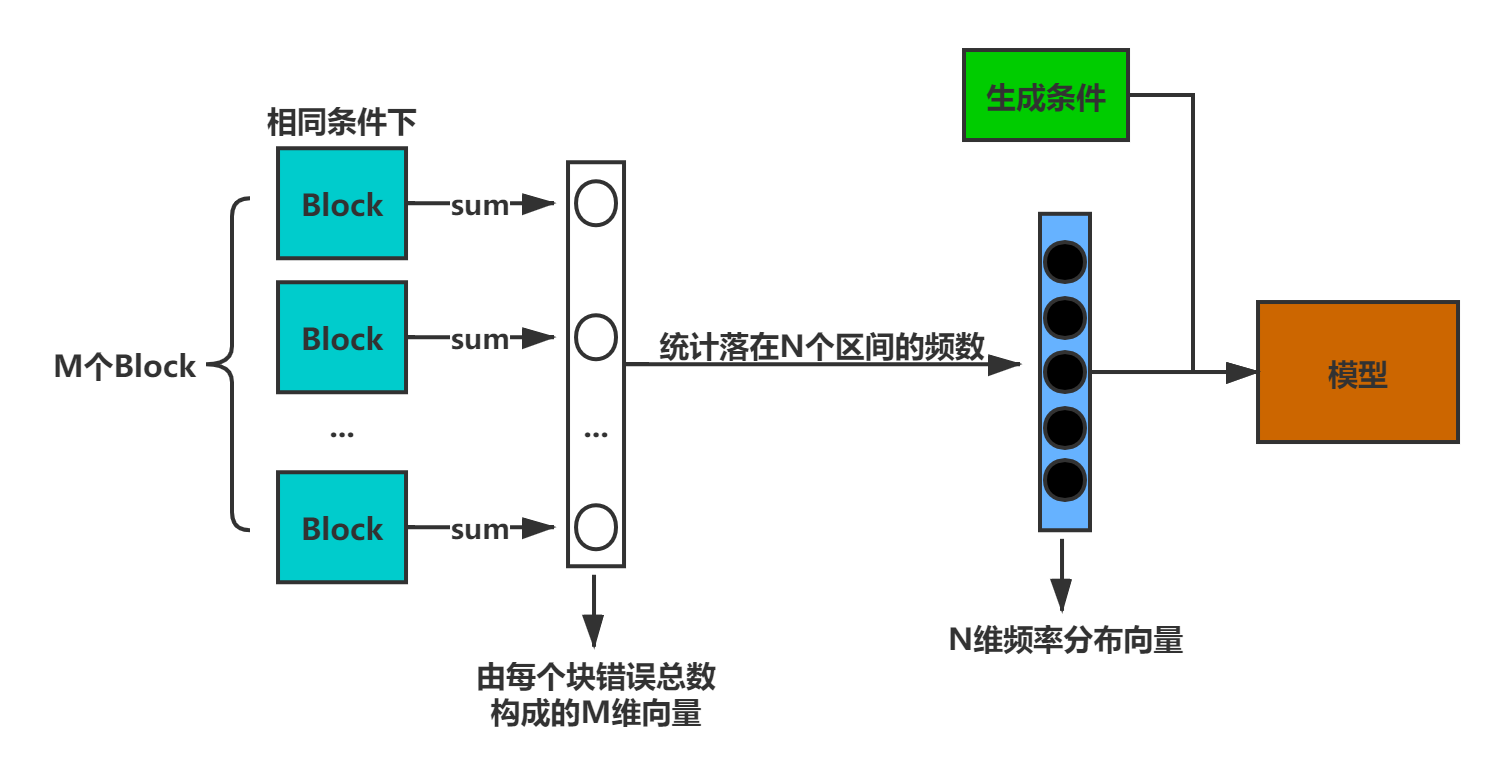 生成条件
相同条件下
Block
sum
M个Block
Block
sum
统计落在N个区间的频数
模型
...
...
Block
sum
N维频率分布向量
由每个块错误总数
构成的M维向量